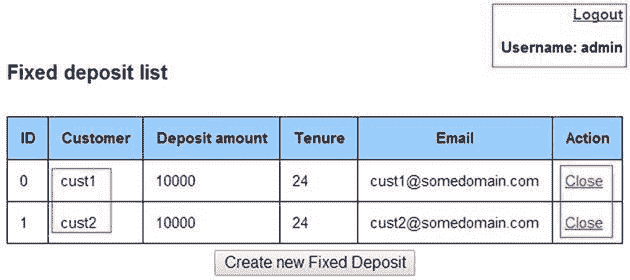 Logout
Username: admin
Fixed deposit list
ID Customer Deposit amount Tenure Email Action
0 cust1 10000 24 cust1@somedomain.com Close
1 cust2 10000 24 cust2@somedomain.com Close
Create new Fixed Deposit